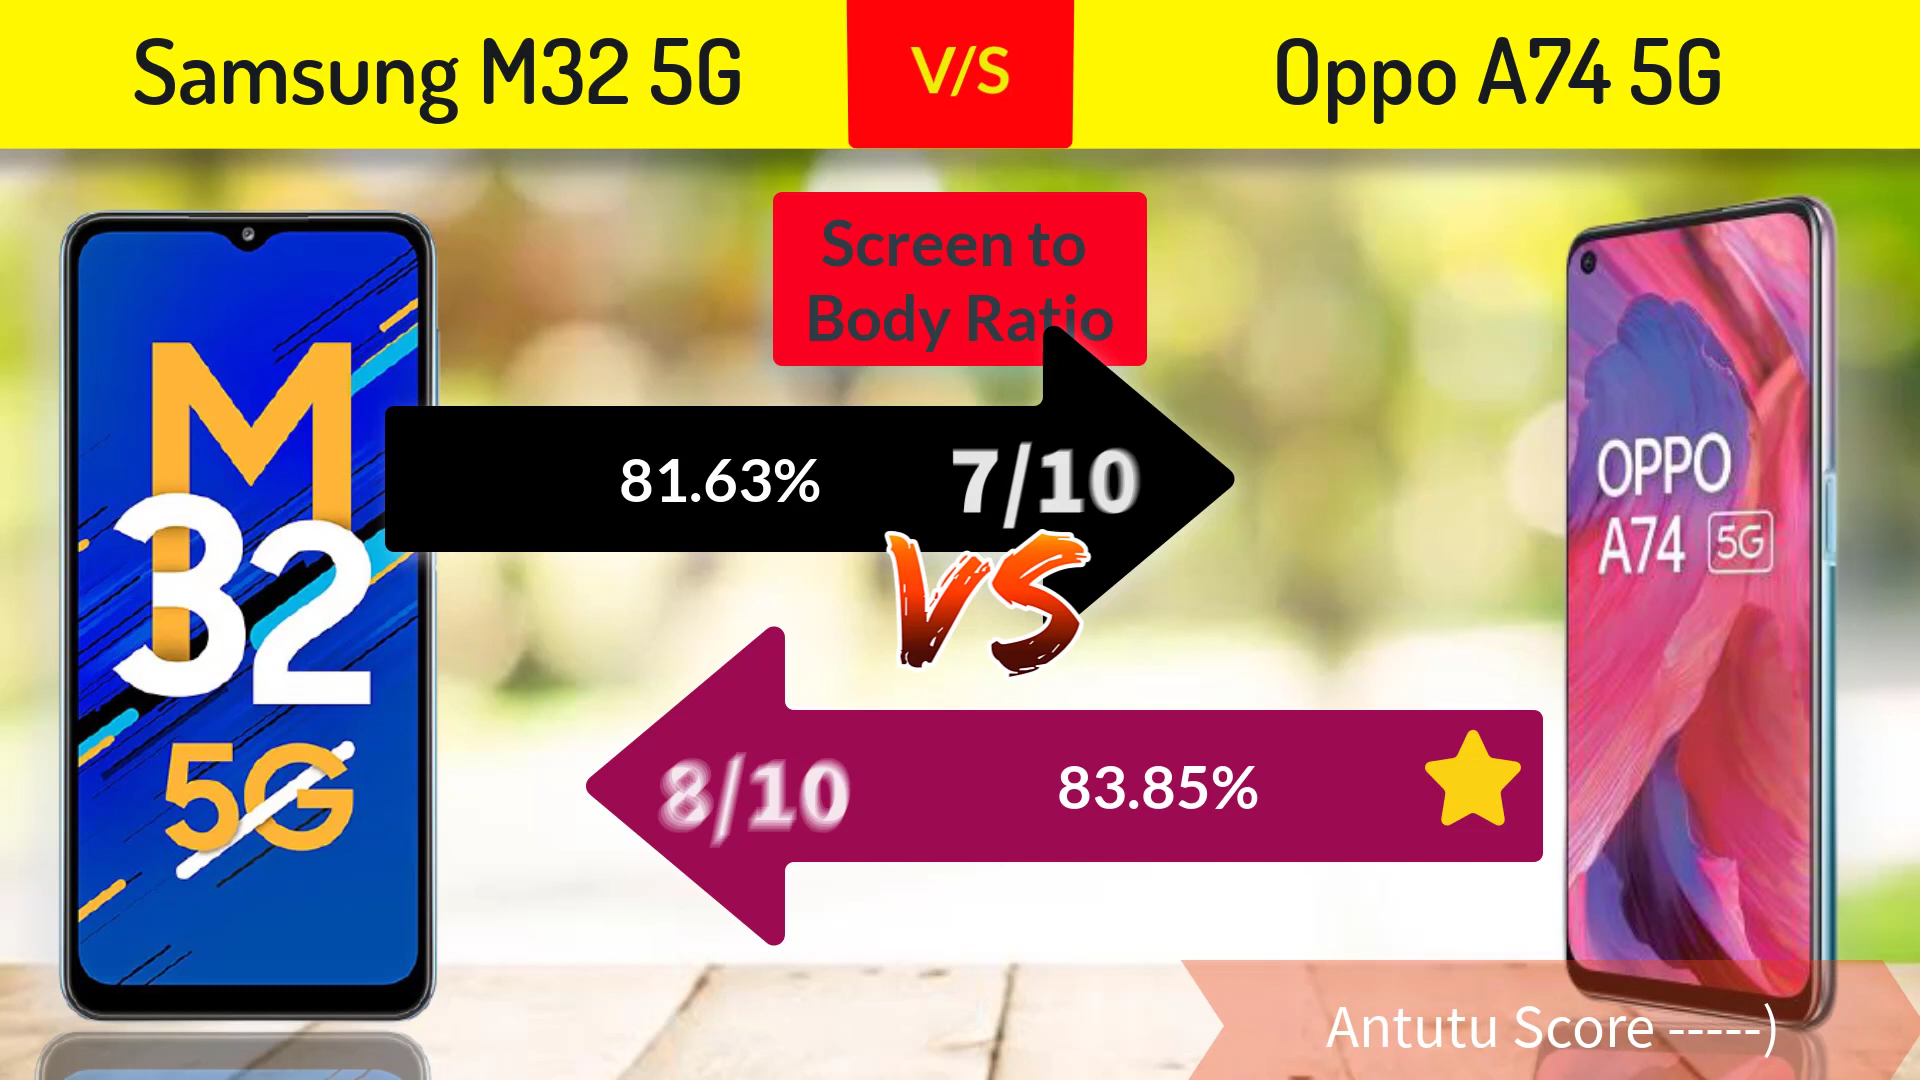 Samsung M32 5G
V/S
Oppo A74 5G
Screen to
Body Ratio
81.63%
7/10
VS
8/10
83.85%
M
32
5G
OPPO
A74 5G
Antutu Score -----)